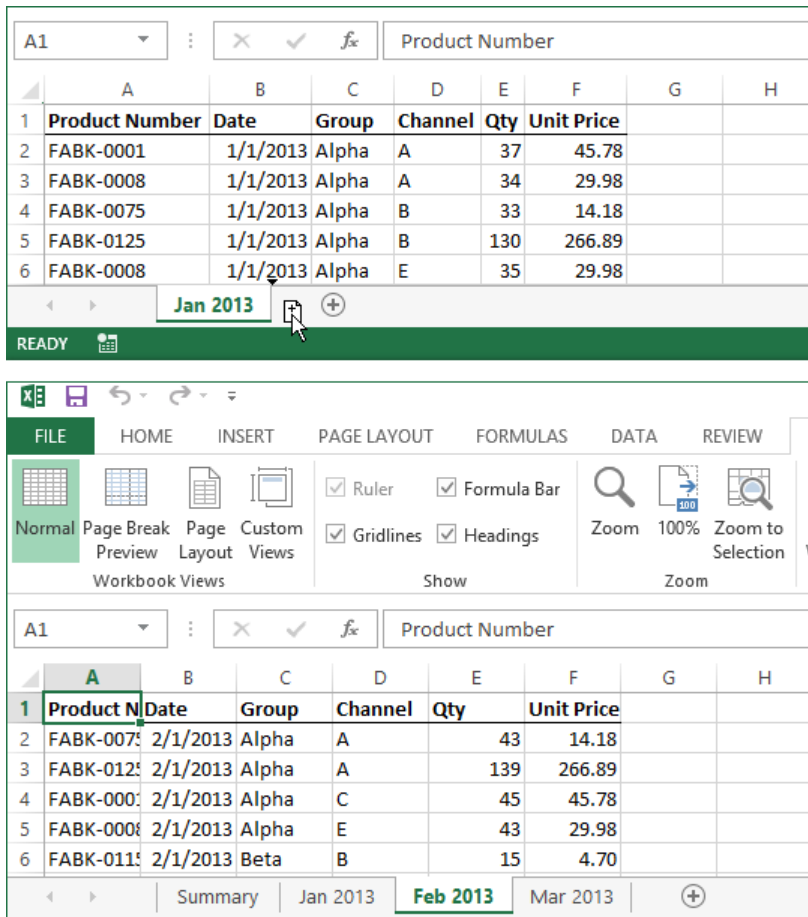 A1 fx Product Number
A B C D E F G H
1 Product Number Date Group Channel Qty Unit Price
2 FABK-0001 1/1/2013 Alpha A 37 45.78
3 FABK-0008 1/1/2013 Alpha A 34 29.98
4 FABK-0075 1/1/2013 Alpha B 33 14.18
5 FABK-0125 1/1/2013 Alpha B 130 266.89
6 FABK-0008 1/1/2013 Alpha E 35 29.98
Jan 2013
READY
FILE HOME INSERT PAGE LAYOUT FORMULAS DATA REVIEW
Ruler Formula Bar
100
Normal Page Break Page Custom Gridlines Headings Zoom 100% Zoom to
Preview Layout Views Selection
Workbook Views Show Zoom
A1 fx Product Number
A B C D E F G H
1 Product N Date Group Channel Qty Unit Price
2 FABK-0075 2/1/2013 Alpha A 43 14.18
3 FABK-0125 2/1/2013 Alpha A 139 266.89
4 FABK-0001 2/1/2013 Alpha C 45 45.78
5 FABK-0008 2/1/2013 Alpha E 43 29.98
6 FABK-0115 2/1/2013 Beta B 15 4.70
Summary Jan 2013 Feb 2013 Mar 2013